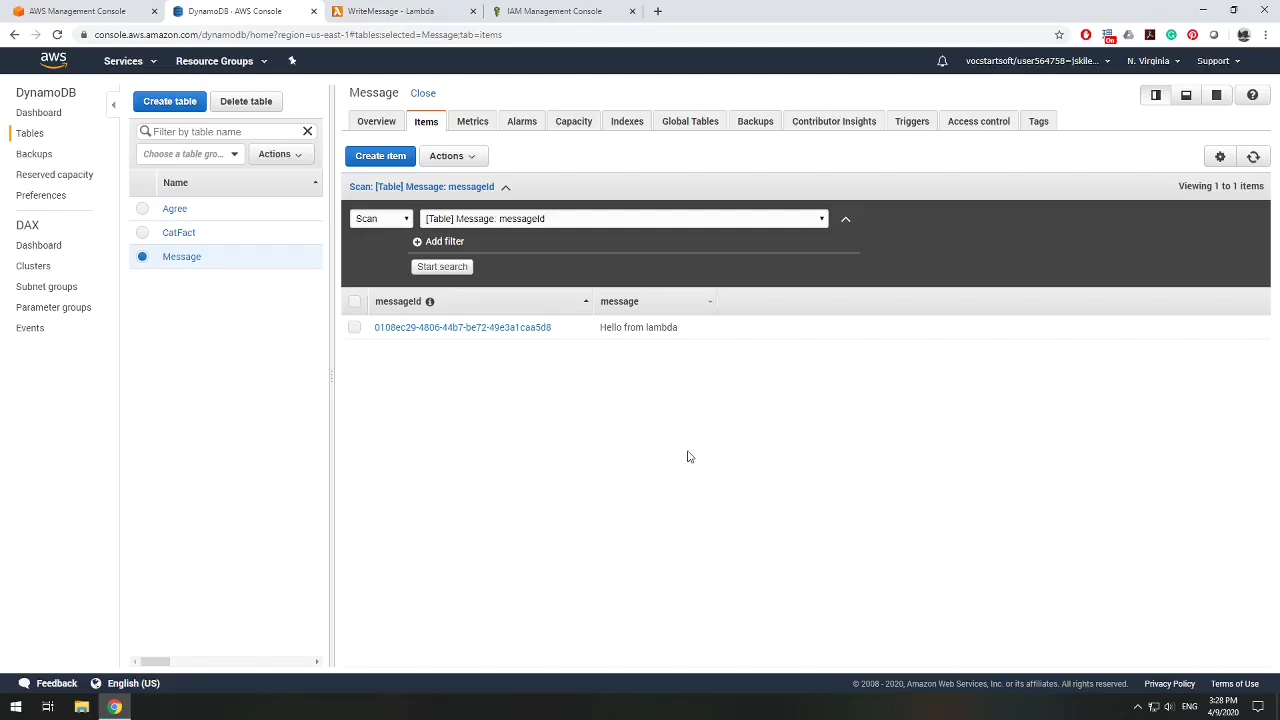 AWS Management Console
DynamoDB · AWS Console
WriteMessage - Lambda
IAM Management Console
console.aws.amazon.com/dynamodb/home?region=us-east-1#tables:selected=Message;tab=items
On
aws
Services
Resource Groups
vocstartsoft/user564758=jsklle...
N. Virginia
Support
DynamoDB
Dashboard
Tables
Backups
Reserved capacity
Preferences
DAX
Dashboard
Clusters
Subnet groups
Parameter groups
Events
Create table
Delete table
Filter by table name
Choose a table gro...
Actions
Name
Agree
CatFact
Message
Message Close
Overview
Items
Metrics
Alarms
Capacity
Indexes
Global Tables
Backups
Contributor Insights
Triggers
Access control
Tags
Create item
Actions
Scan: [Table] Message: messageId
Viewing 1 to 1 items
Scan
[Table] Message: messageId
Add filter
Start search
messageId
message
0108ec29-4806-44b7-be72-49e3a1caa5d8
Hello from lambda
Feedback
English (US)
© 2008 - 2020, Amazon Web Services, Inc. or its affiliates. All rights reserved.
Privacy Policy
Terms of Use
ENG
3:28 PM
4/9/2020